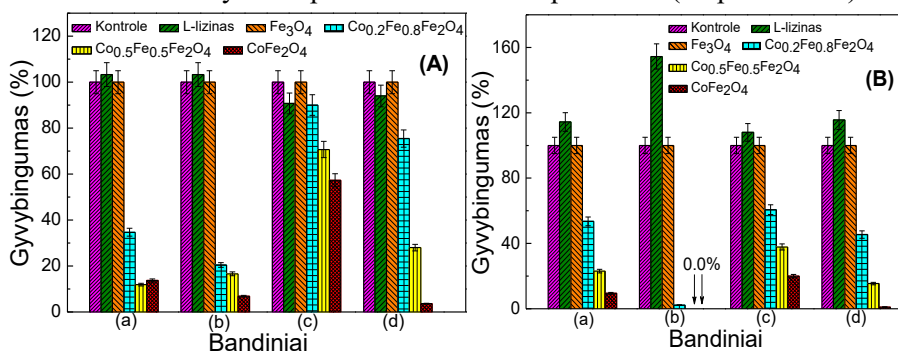 Kontrole L-lizinas Fe3O4 Co0.2Fe0.8Fe2O4
Co0.5Fe0.5Fe2O4 CoFe2O4
(A)
Gyvybingumas (%)
120
100
80
60
40
20
0
(a) (b) (c) (d)
Bandiniai
Kontrole L-lizinas
Fe3O4 Co0.2Fe0.8Fe2O4
Co0.5Fe0.5Fe2O4
CoFe2O4
(B)
Gyvybingumas (%)
160
120
80
40
0
0.0%
(a) (b) (c) (d)
Bandiniai